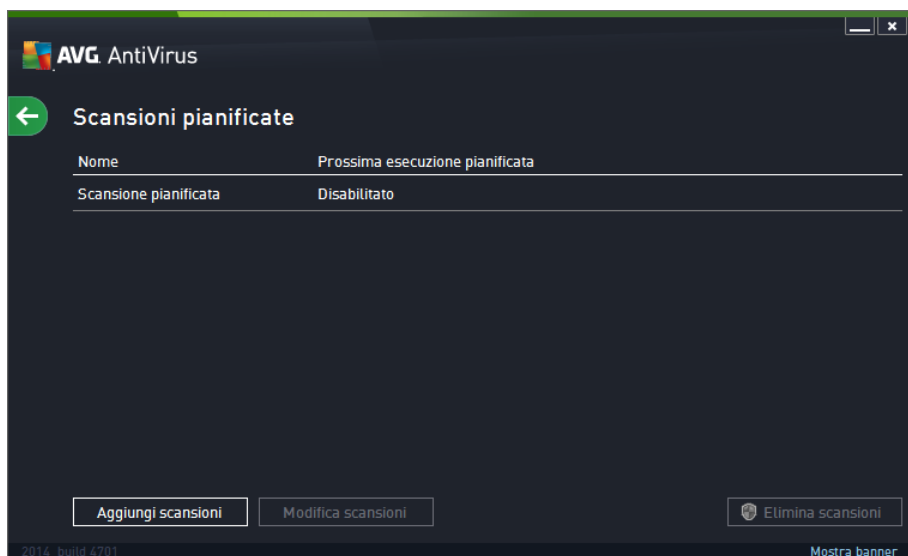 AVG AntiVirus
Scansioni pianificate
Nome Prossima esecuzione pianificata
Scansione pianificata Disabilitato
Aggiungi scansioni Modifica scansioni Elimina scansioni
2014 build 4701 Mostra banner